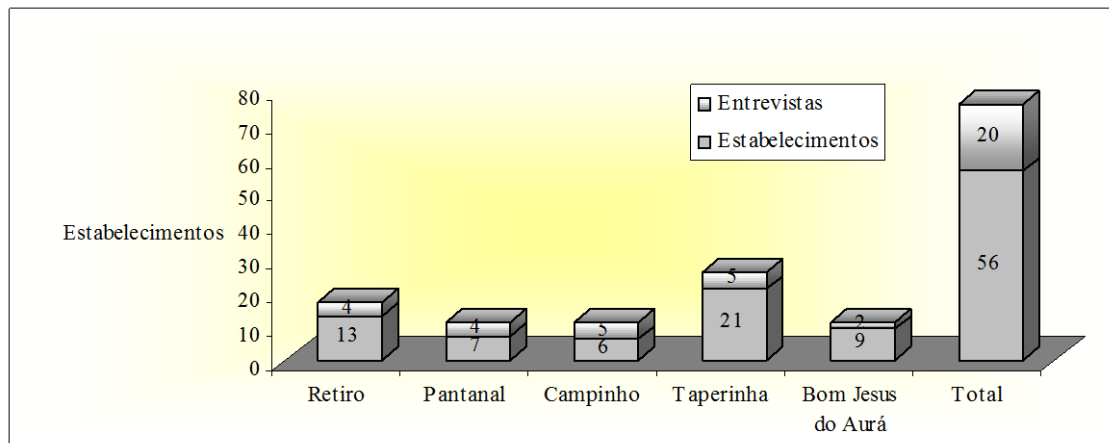 80
70
60
50
40
30
20
10
0
Estabelecimentos
Entrevistas
Estabelecimentos
4
13
4
7
5
6
5
21
2
9
20
56
Retiro
Pantanal
Campinho
Taperinha
Bom Jesus
do Aurá
Total